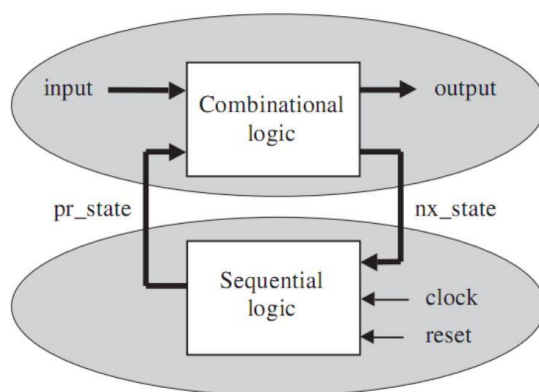 input
Combinational
logic
output
pr_state
nx_state
Sequential
logic
clock
reset